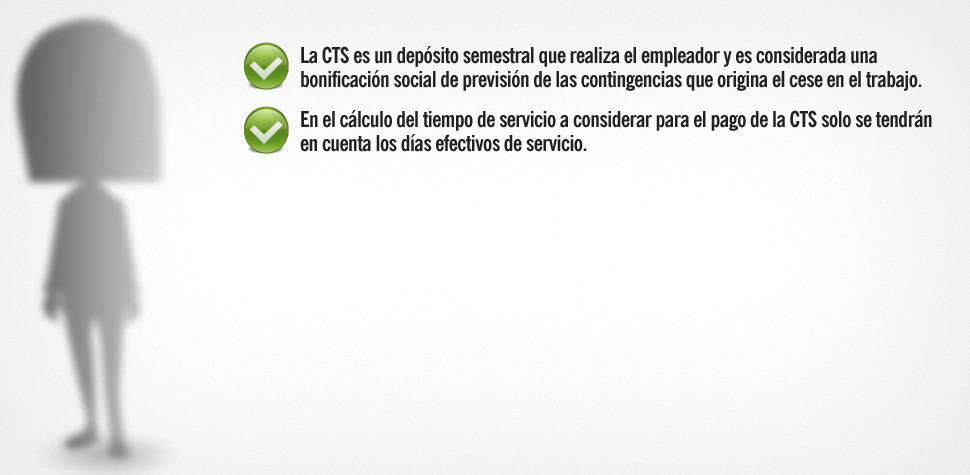 La CTS es un depósito semestral que realiza el empleador y es considerada una
bonificación social de previsión de las contingencias que origina el cese en el trabajo.
En el cálculo del tiempo de servicio a considerar para el pago de la CTS solo se tendrán
en cuenta los días efectivos de servicio.